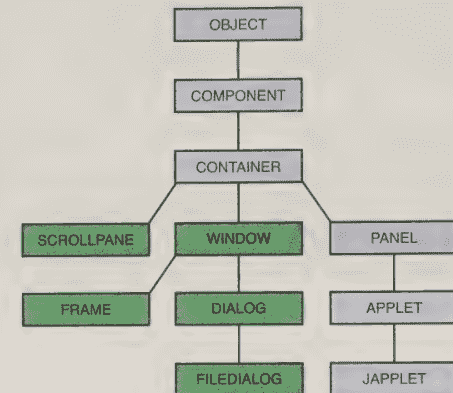 OBJECT
COMPONENT
CONTAINER
SCROLLPANE WINDOW PANEL
FRAME DIALOG APPLET
FILEDIALOG JAPPLET